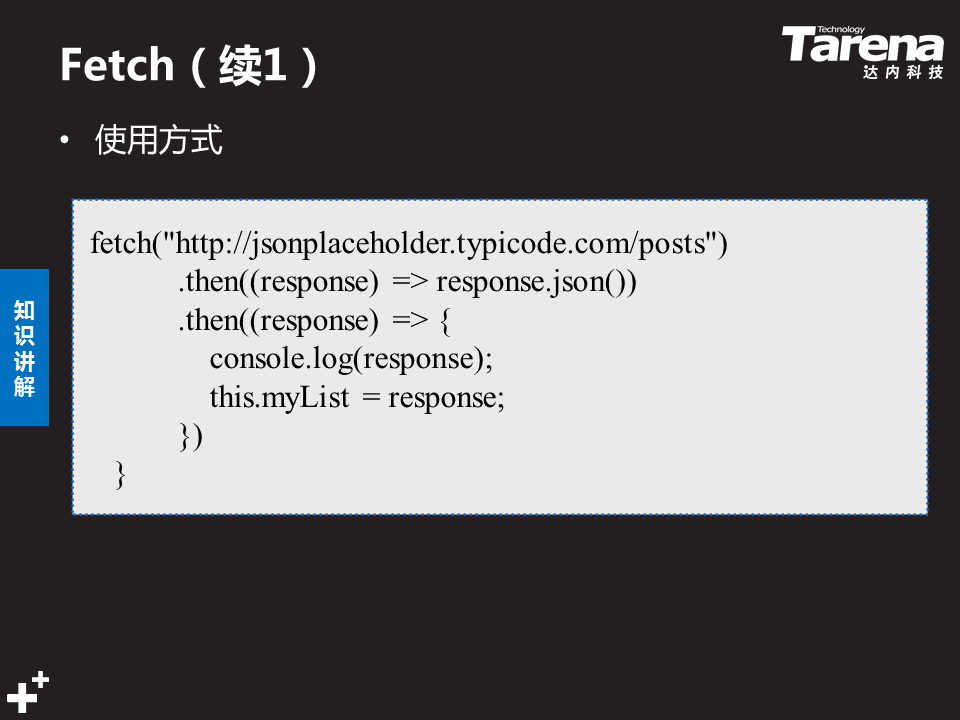 Fetch（续1）
Technology
Tarena
达内科技
• 使用方式
知识讲解
fetch("http://jsonplaceholder.typicode.com/posts")
.then((response) => response.json())
.then((response) => {
console.log(response);
this.myList = response;
})
}